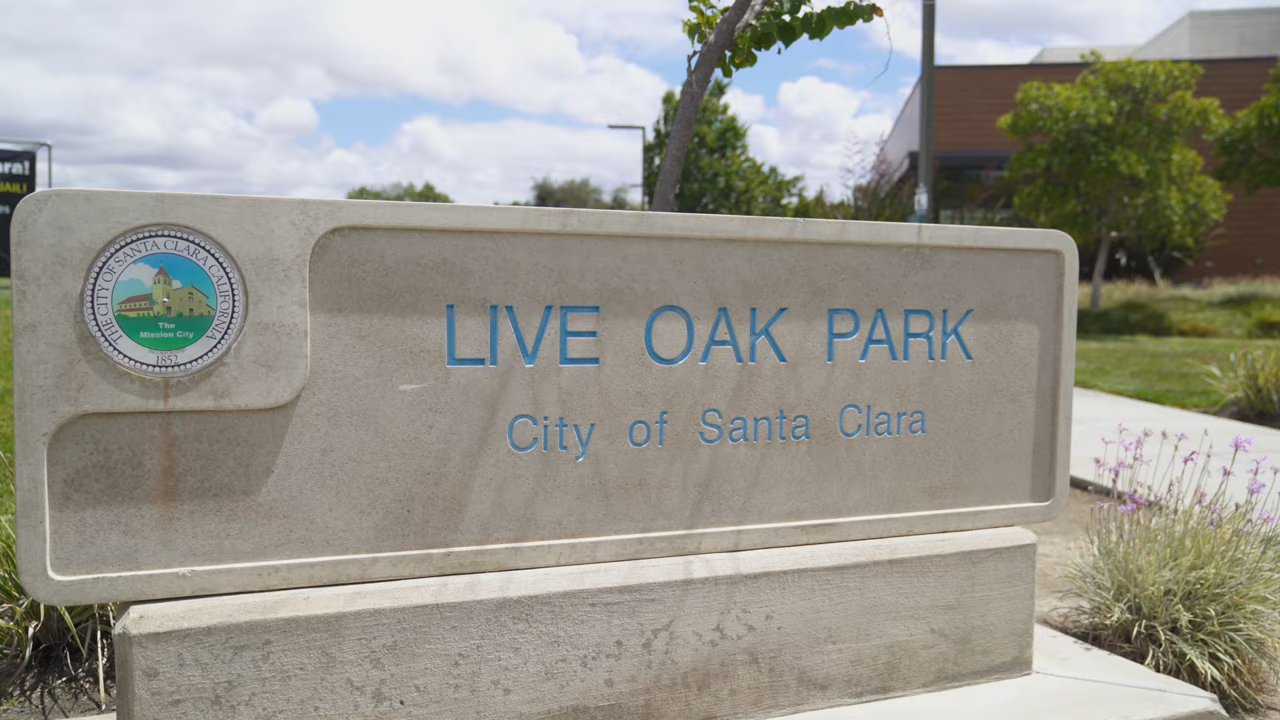 THE CITY OF SANTA CLARA CALIFORNIA
The
Mission City
1852
LIVE OAK PARK
City of Santa Clara